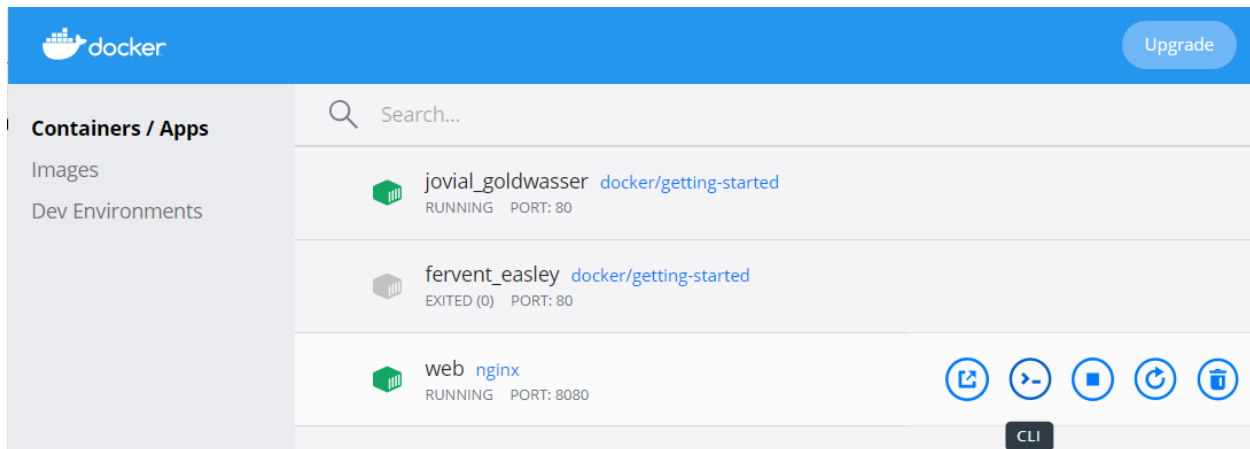 docker
Upgrade
Containers / Apps
Images
Dev Environments
Search...
jovial_goldwasser docker/getting-started
RUNNING PORT: 80
fervent_easley docker/getting-started
EXITED (0) PORT: 80
web nginx
RUNNING PORT: 8080
CLI